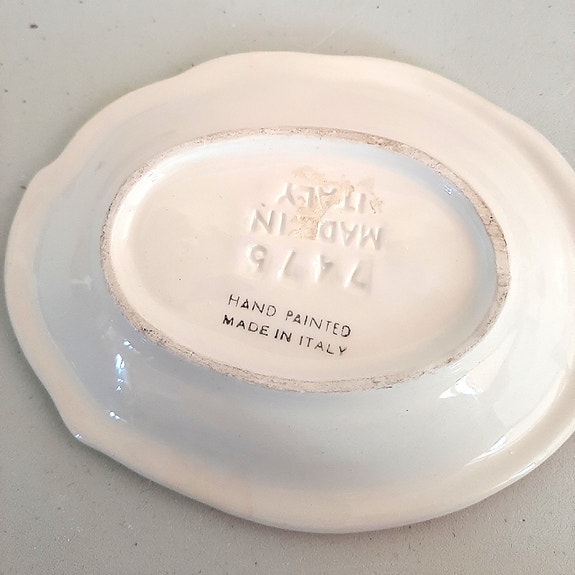 7475
MADE IN
ITALY
HAND PAINTED
MADE IN ITALY